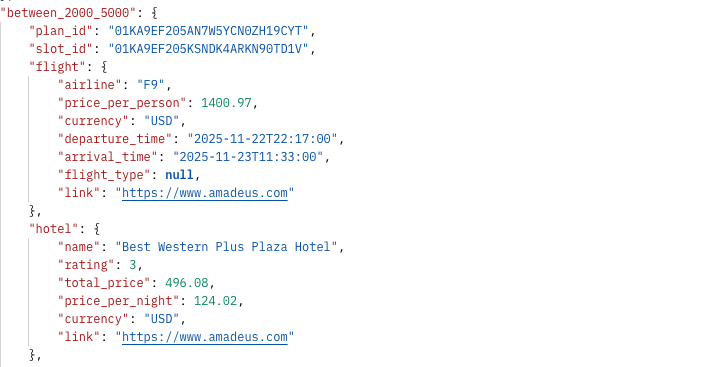 "between_2000_5000": {
"plan_id": "01KA9EF205AN7W5YCN0ZH19CYT",
"slot_id": "01KA9EF205KSNDK4ARKN90TD1V",
"flight": {
"airline": "F9",
"price_per_person": 1400.97,
"currency": "USD",
"departure_time": "2025-11-22T22:17:00",
"arrival_time": "2025-11-23T11:33:00",
"flight_type": null,
"link": "https://www.amadeus.com"
},
"hotel": {
"name": "Best Western Plus Plaza Hotel",
"rating": 3,
"total_price": 496.08,
"price_per_night": 124.02,
"currency": "USD",
"link": "https://www.amadeus.com"
},